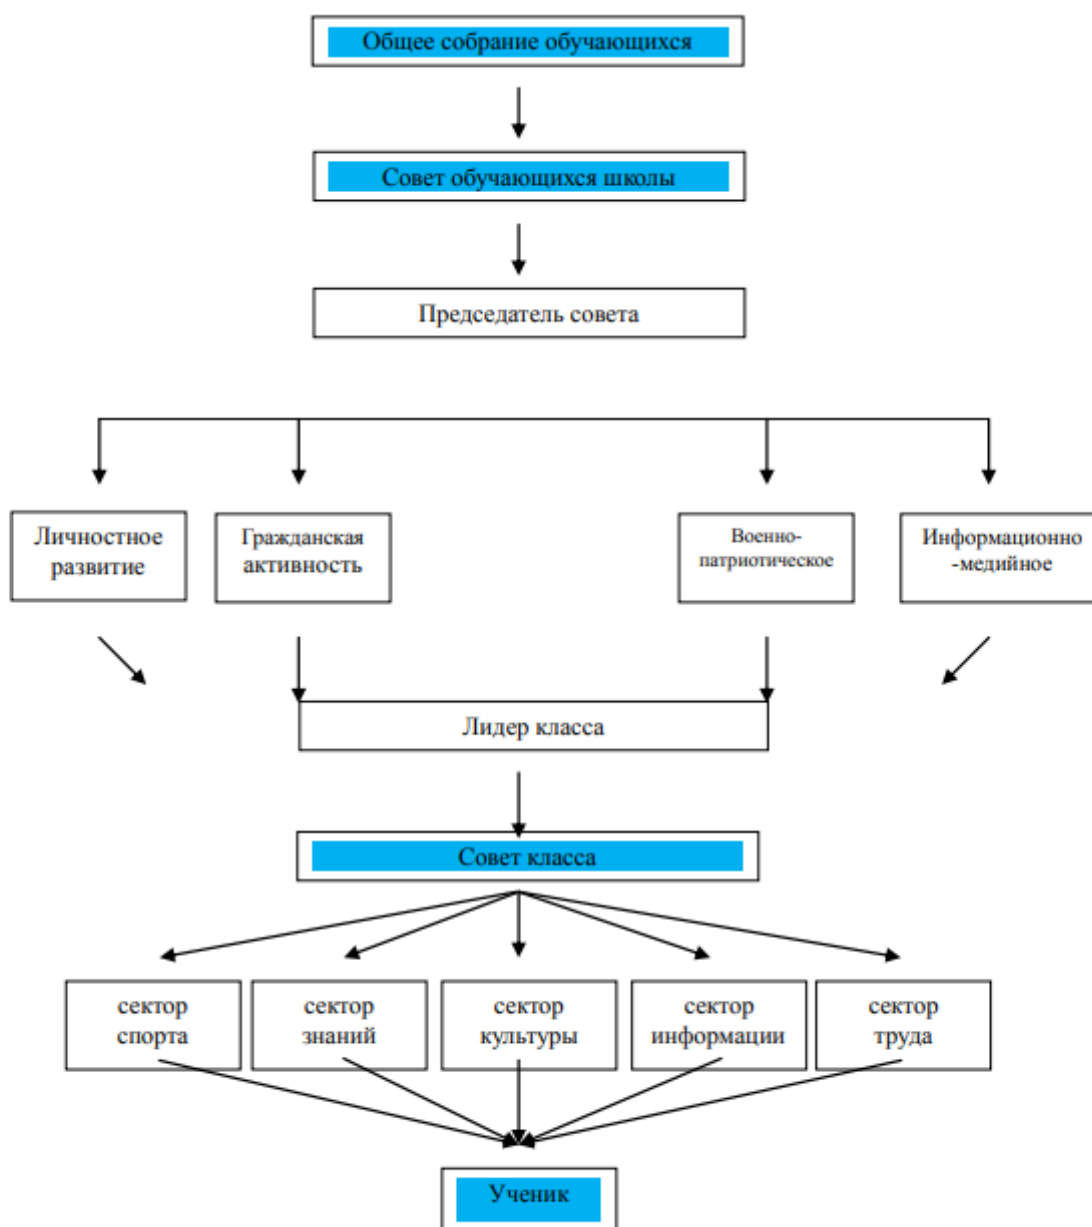 Общее собрание обучающихся
Совет обучающихся школы
Председатель совета
Личностное
развитие
Гражданская
активность
Военно-
патриотическое
Информационно
-медийное
Лидер класса
Совет класса
сектор
спорта
сектор
знаний
сектор
культуры
сектор
информации
сектор
труда
Ученик